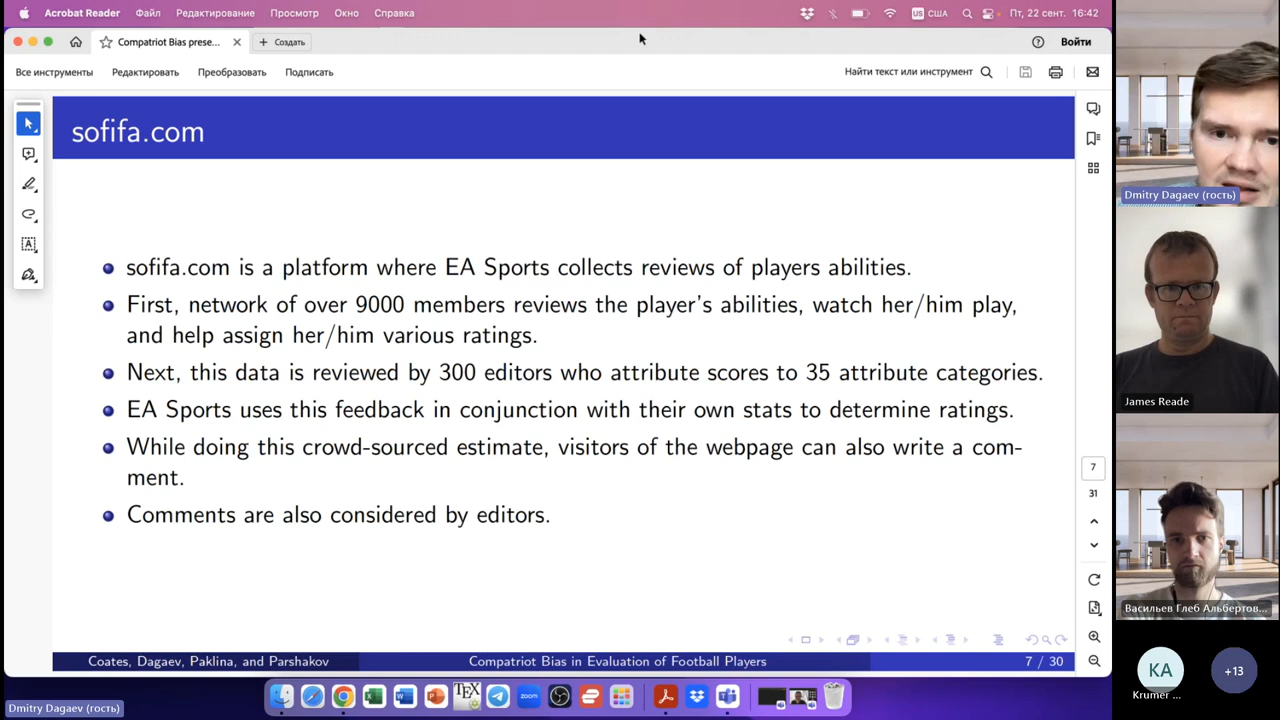 Acrobat Reader Файл Редактирование Просмотр Окно Справка США Пт, 22 сент. 16:42
Compatriot Bias prese... Создать Войти
Все инструменты Редактировать Преобразовать Подписать Найти текст или инструмент
sofifa.com
sofifa.com is a platform where EA Sports collects reviews of players abilities.
First, network of over 9000 members reviews the player's abilities, watch her/him play,
and help assign her/him various ratings.
Next, this data is reviewed by 300 editors who attribute scores to 35 attribute categories.
EA Sports uses this feedback in conjunction with their own stats to determine ratings.
While doing this crowd-sourced estimate, visitors of the webpage can also write a com-
ment.
Comments are also considered by editors.
7
31
Coates, Dagaev, Paklina, and Parshakov Compatriot Bias in Evaluation of Football Players 7 / 30
TEX zoom
Dmitry Dagaev (гость)
Dmitry Dagaev (гость)
James Reade
Васильев Глеб Альбертов...
KA
Krumer ...
+13